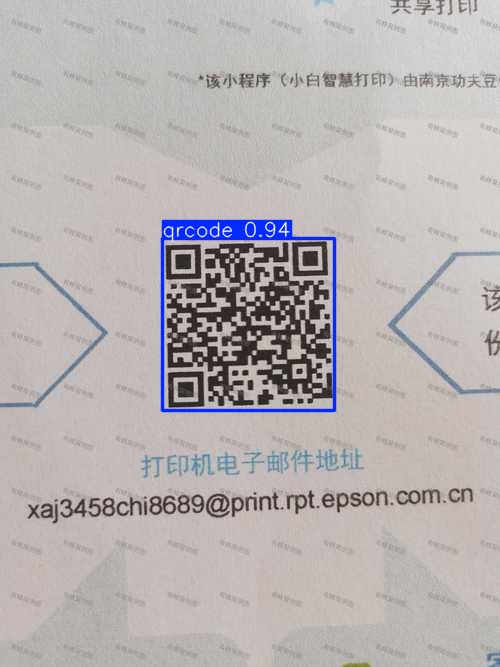 共享打印
*该小程序（小白智慧打印）由南京功夫豆
qrcode 0.94
该
份
打印机电子邮件地址
xaj3458chi8689@print.rpt.epson.com.cn